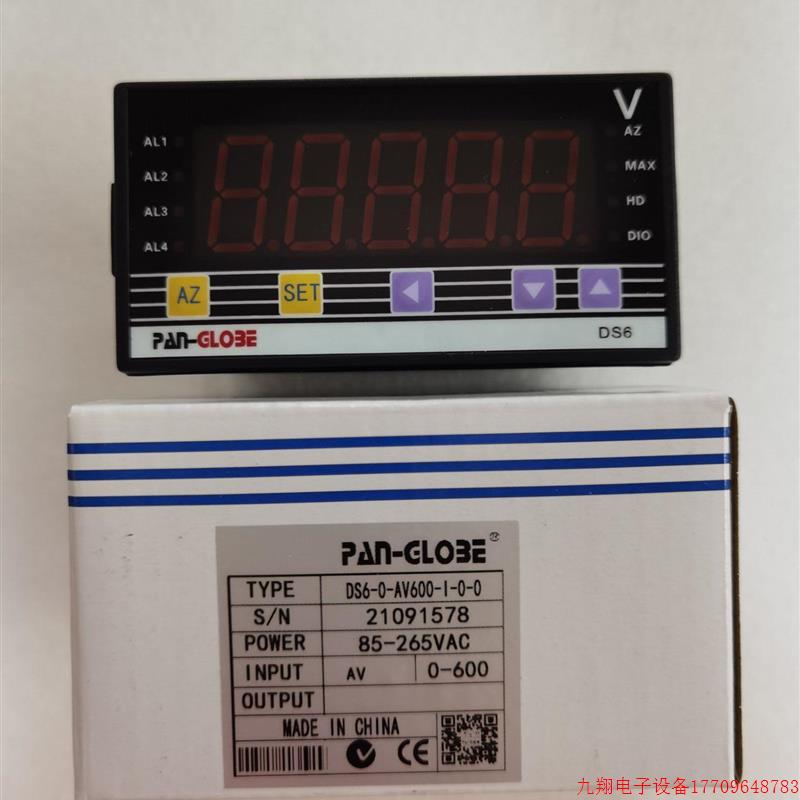 V
AL1
AL2
AL3
AL4
AZ
MAX
HD
DIO
AZ SET
PAN-GLOBE DS6
PAN-GLOBE®
TYPE DS6-0-AV600-I-0-0
S/N 21091578
POWER 85-265VAC
INPUT AV 0-600
OUTPUT
MADE IN CHINA
CE
九翔电子设备17709648783